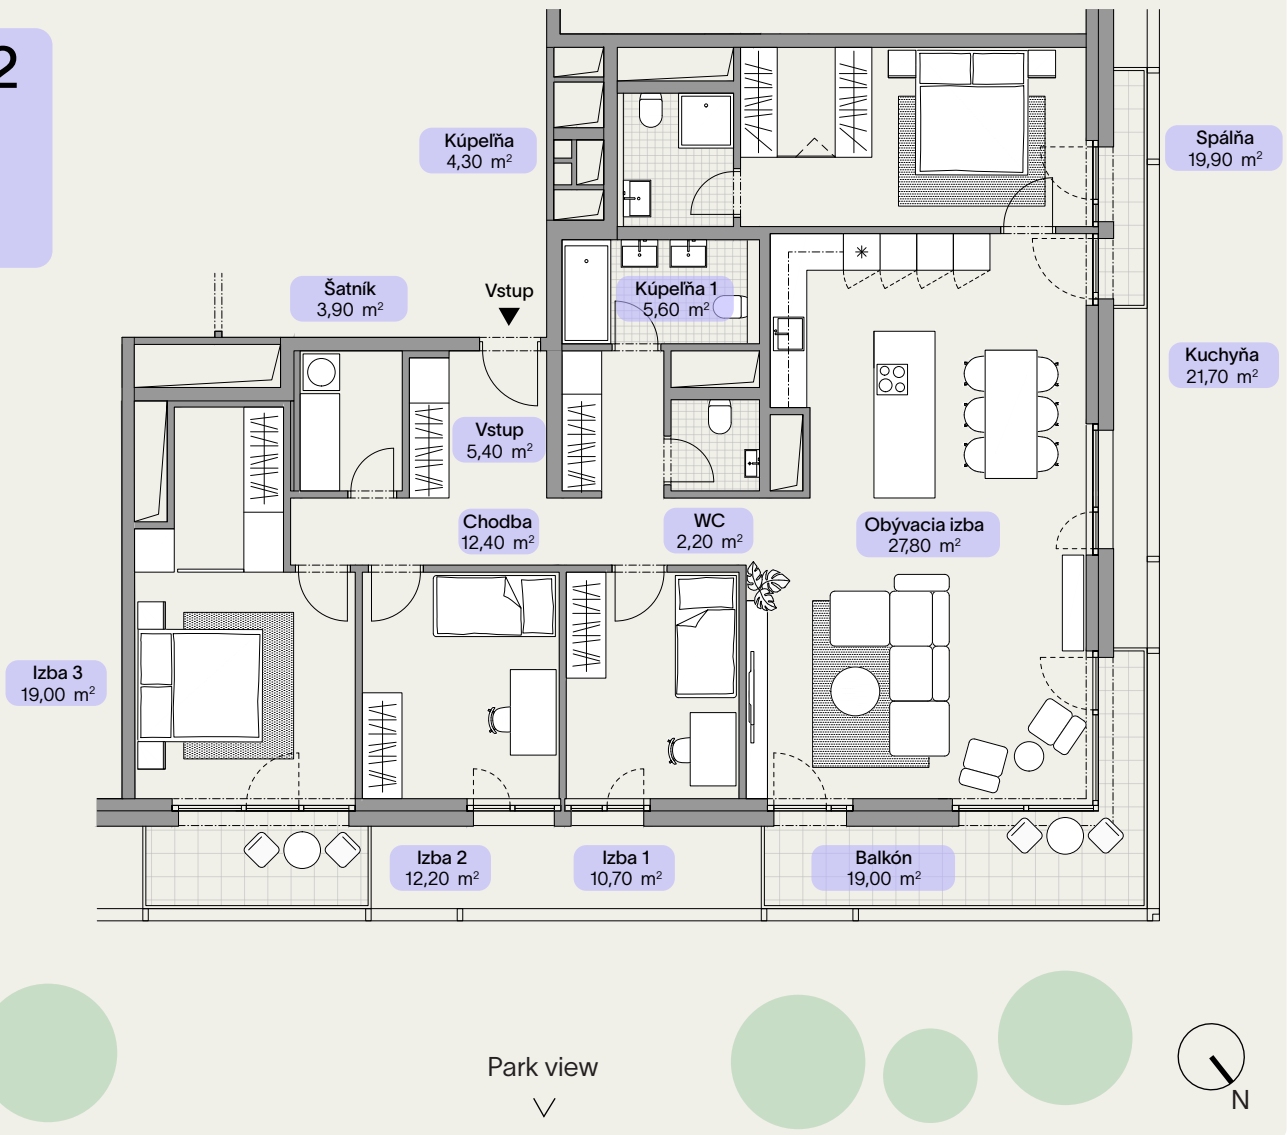 2
Kúpeľňa
4,30 m²
Spálňa
19,90 m²
Šatník
3,90 m²
Vstup
Kúpeľňa 1
5,60 m²
Kuchyňa
21,70 m²
Vstup
5,40 m²
Chodba
12,40 m²
WC
2,20 m²
Obývacia izba
27,80 m²
Izba 3
19,00 m²
Izba 2
12,20 m²
Izba 1
10,70 m²
Balkón
19,00 m²
Park view
N